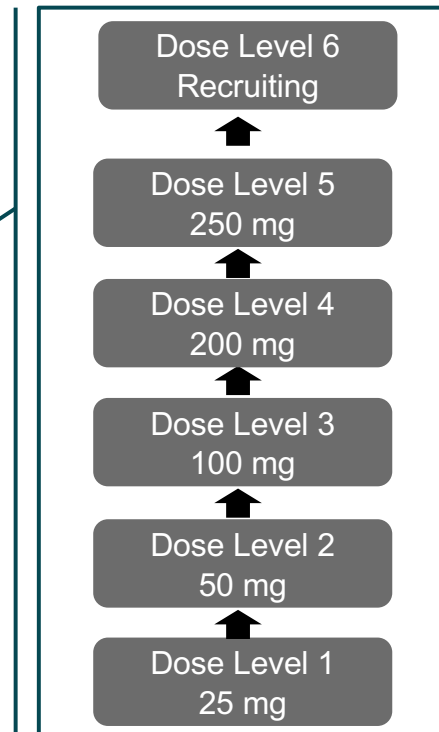 Dose Level 6
Recruiting
Dose Level 5
250 mg
Dose Level 4
200 mg
Dose Level 3
100 mg
Dose Level 2
50 mg
Dose Level 1
25 mg